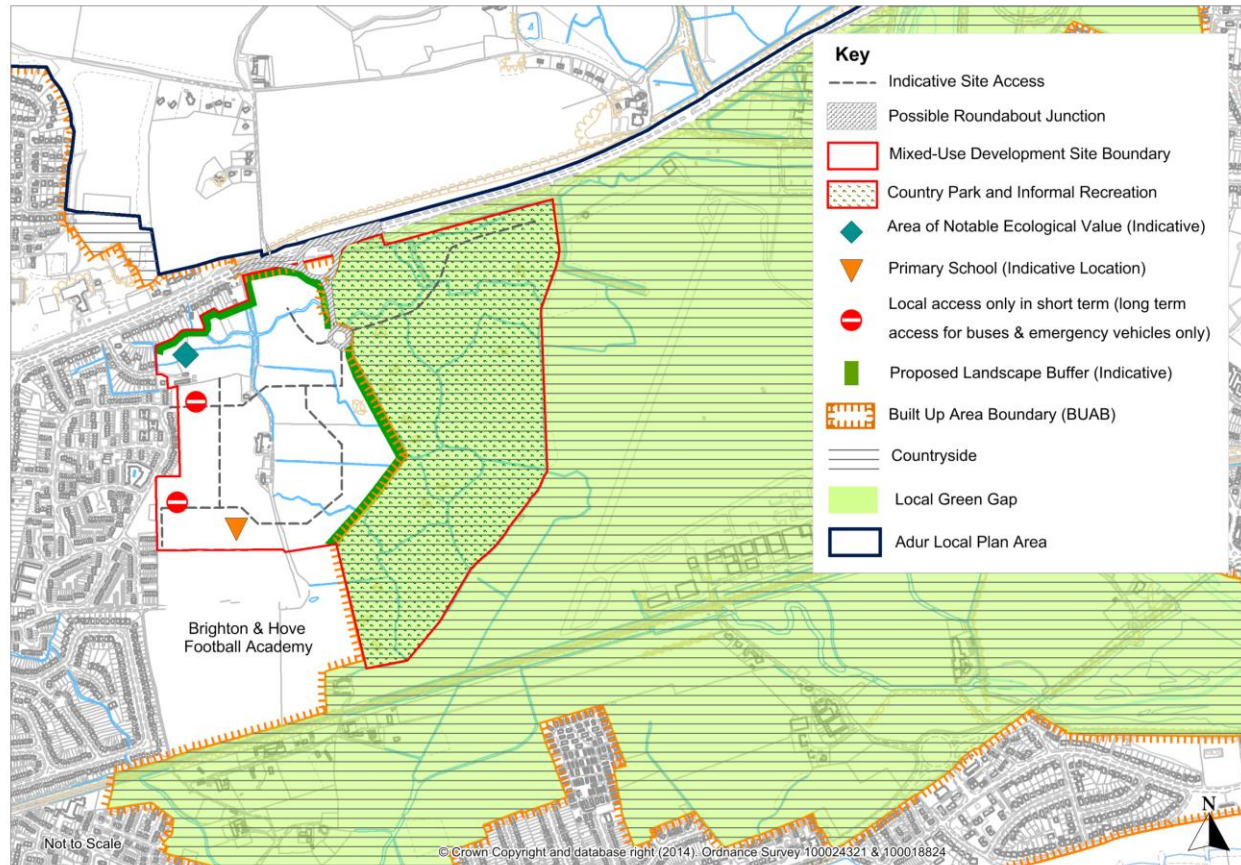 Key
Indicative Site Access
Possible Roundabout Junction
Mixed-Use Development Site Boundary
Country Park and Informal Recreation
Area of Notable Ecological Value (Indicative)
Primary School (Indicative Location)
Local access only in short term (long term
access for buses & emergency vehicles only)
Proposed Landscape Buffer (Indicative)
Built Up Area Boundary (BUAB)
Countryside
Local Green Gap
Adur Local Plan Area
Brighton & Hove
Football Academy
N
Not to Scale
© Crown Copyright and database right (2014). Ordnance Survey 100024321 & 100018824